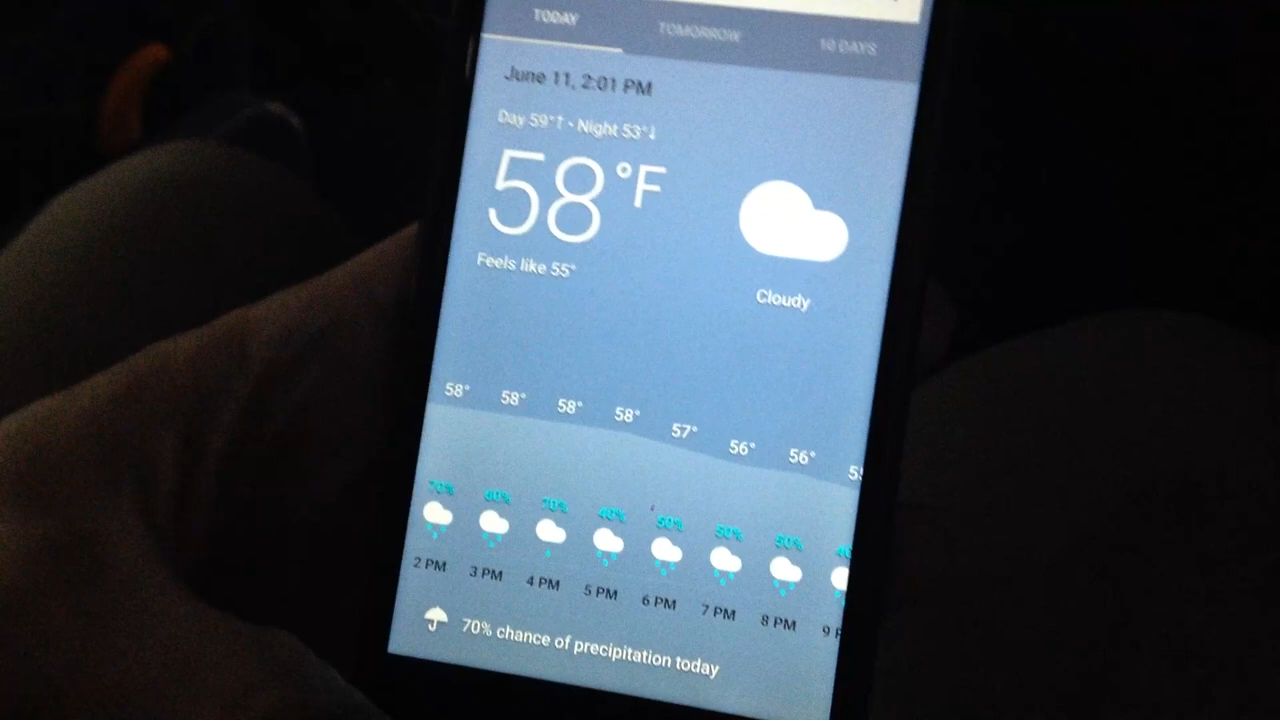 TODAY TOMORROW 10 DAYS
June 11, 2:01 PM
Day 59°↑ · Night 53°↓
58°F
Feels like 55°
Cloudy
58° 58° 58° 58° 57° 56° 56°
70% 60% 70% 40% 50% 50% 50% 40
2 PM 3 PM 4 PM 5 PM 6 PM 7 PM 8 PM 9 P
70% chance of precipitation today